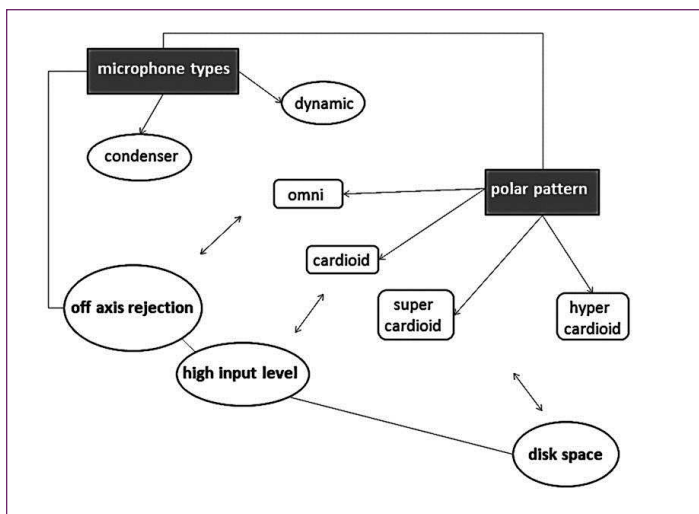 microphone types
dynamic
condenser
polar pattern
omni
cardioid
off axis rejection
super
cardioid
hyper
cardioid
high input level
disk space